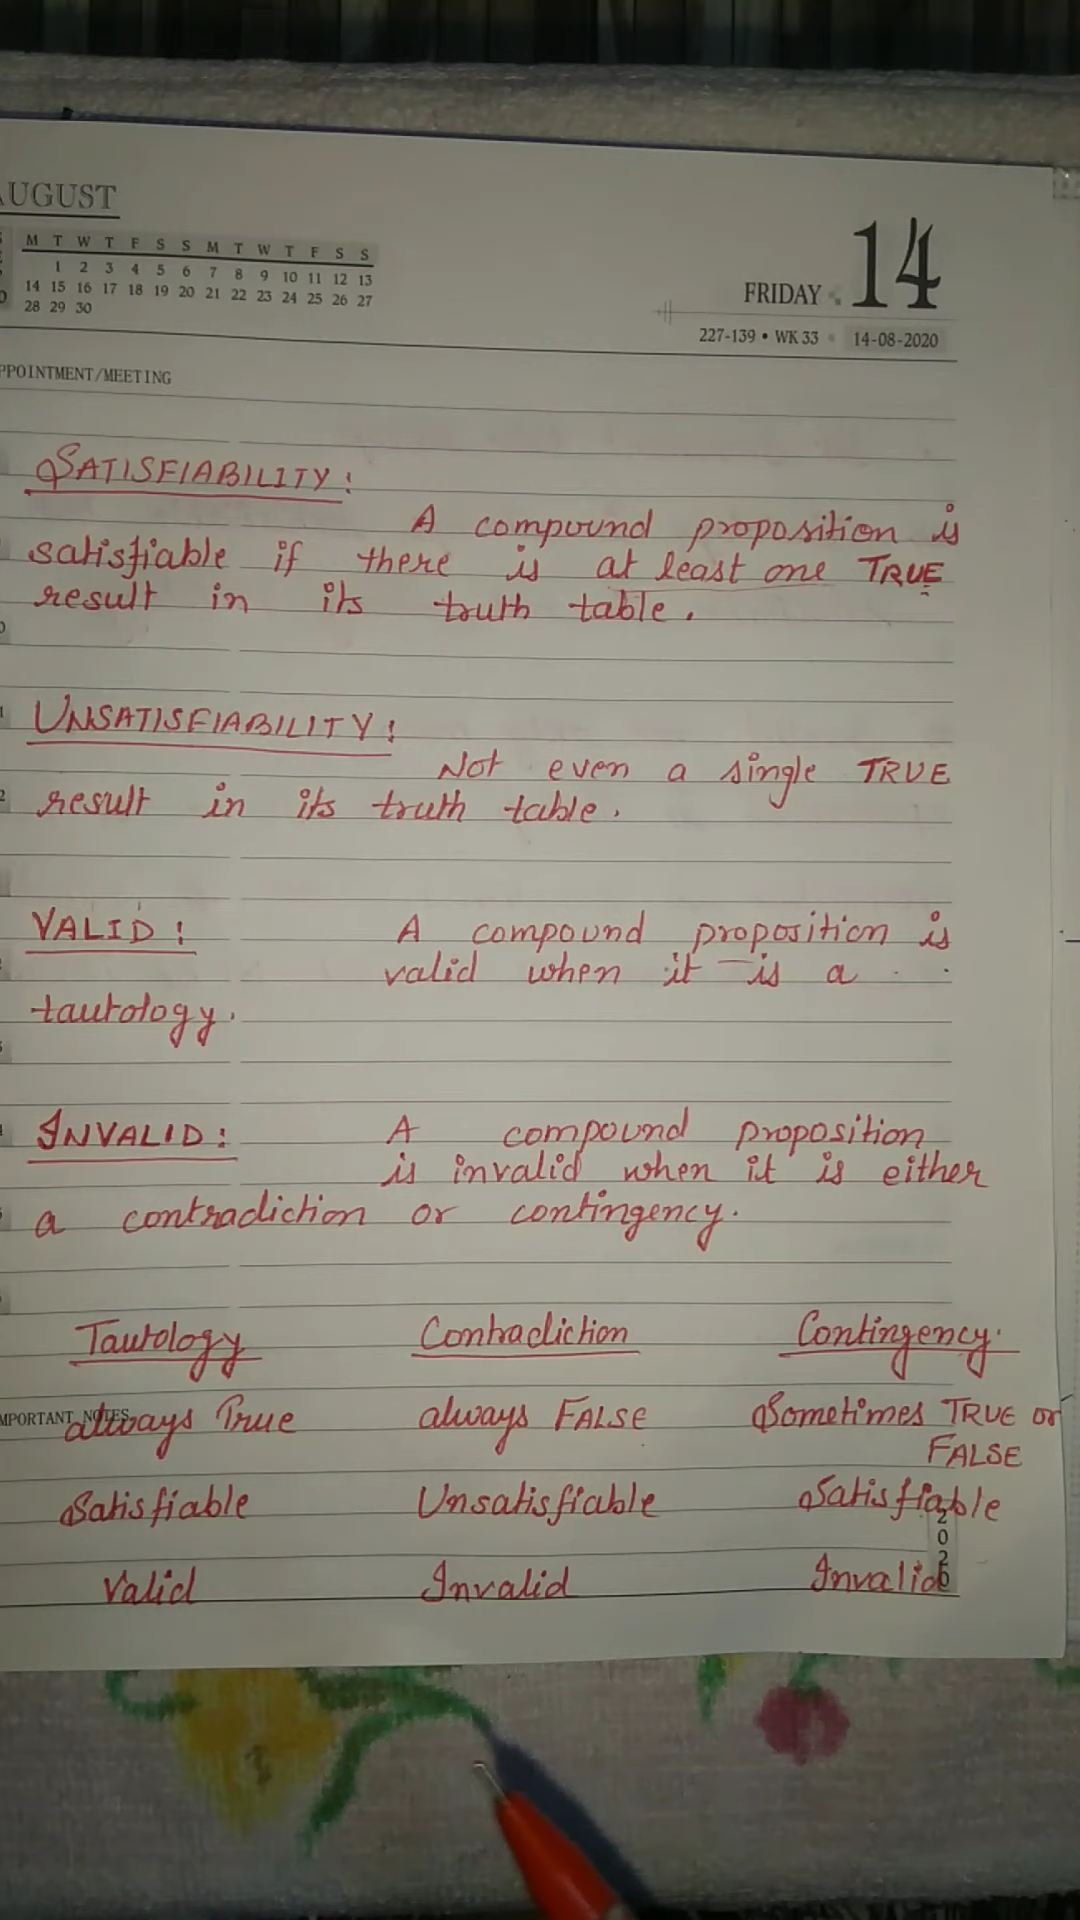 AUGUST
M T W T F S S M T W T F S S
1 2 3 4 5 6 7 8 9 10 11 12 13
14 15 16 17 18 19 20 21 22 23 24 25 26 27
28 29 30
14
FRIDAY
227-139 • WK 33 14-08-2020
PPOINTMENT/MEETING
SATISFIABILITY:
A compound proposition is
satisfiable if there is at least one TRUE
result in its truth table.
UNSATISFIABILITY:
Not even a single TRUE
result in its truth table.
VALID: A compound proposition is
valid when it is a
tautology.
INVALID: A compound proposition
is invalid when it is either
a contradiction or contingency.
Tautology Contradiction Contingency.
MPORTANT NOTES
always True always FALSE Sometimes TRUE or
FALSE
Satisfiable Unsatisfiable Satisfiable
Valid Invalid Invalid
2020